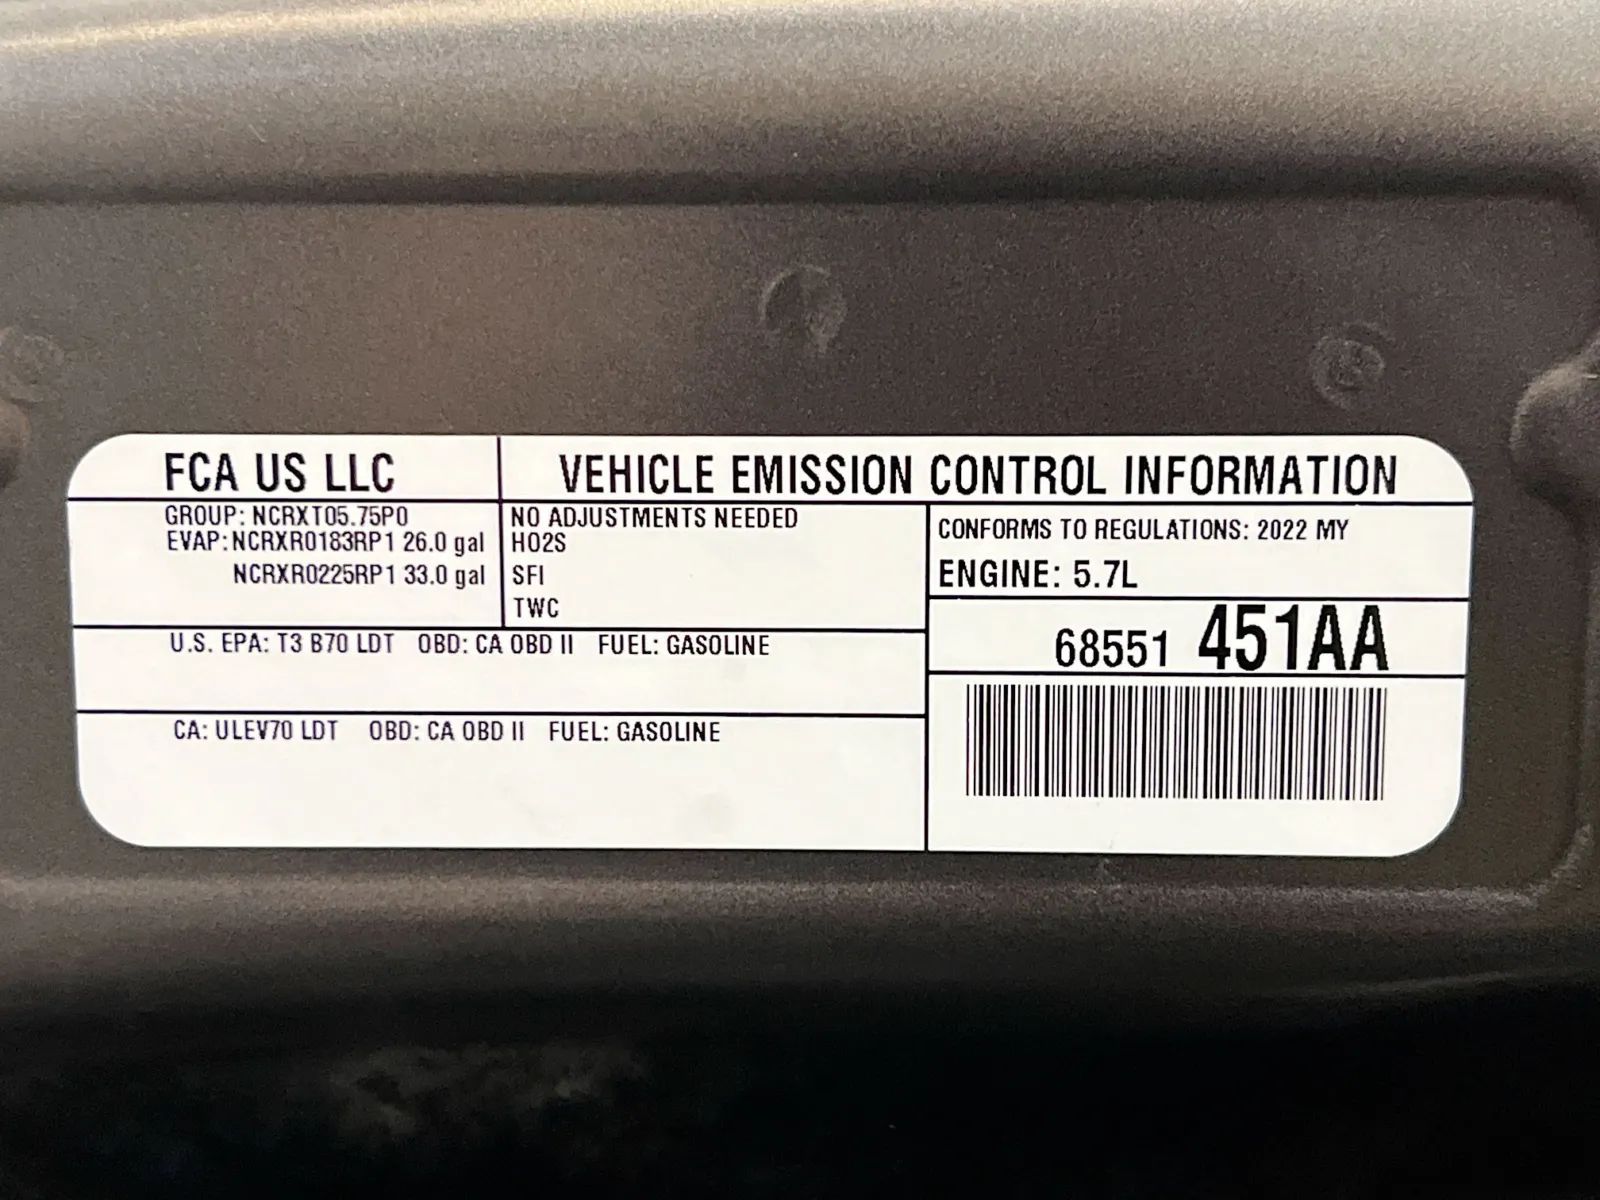 FCA US LLC
VEHICLE EMISSION CONTROL INFORMATION
GROUP: NCRXT05.75P0
EVAP: NCRXR0183RP1 26.0 gal
NCRXR0225RP1 33.0 gal
NO ADJUSTMENTS NEEDED
HO2S
SFI
TWC
CONFORMS TO REGULATIONS: 2022 MY
ENGINE: 5.7L
68551 451AA
U.S. EPA: T3 B70 LDT OBD: CA OBD II FUEL: GASOLINE
CA: ULEV70 LDT OBD: CA OBD II FUEL: GASOLINE